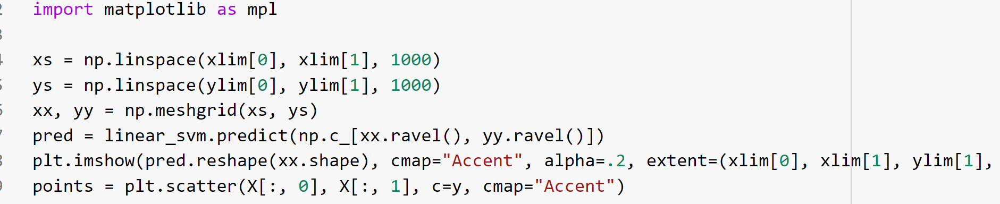 import matplotlib as mpl
xs = np.linspace(xlim[0], xlim[1], 1000)
ys = np.linspace(ylim[0], ylim[1], 1000)
xx, yy = np.meshgrid(xs, ys)
pred = linear_svm.predict(np.c_[xx.ravel(), yy.ravel()])
plt.imshow(pred.reshape(xx.shape), cmap="Accent", alpha=.2, extent=(xlim[0], xlim[1], ylim[1],
points = plt.scatter(X[:, 0], X[:, 1], c=y, cmap="Accent")